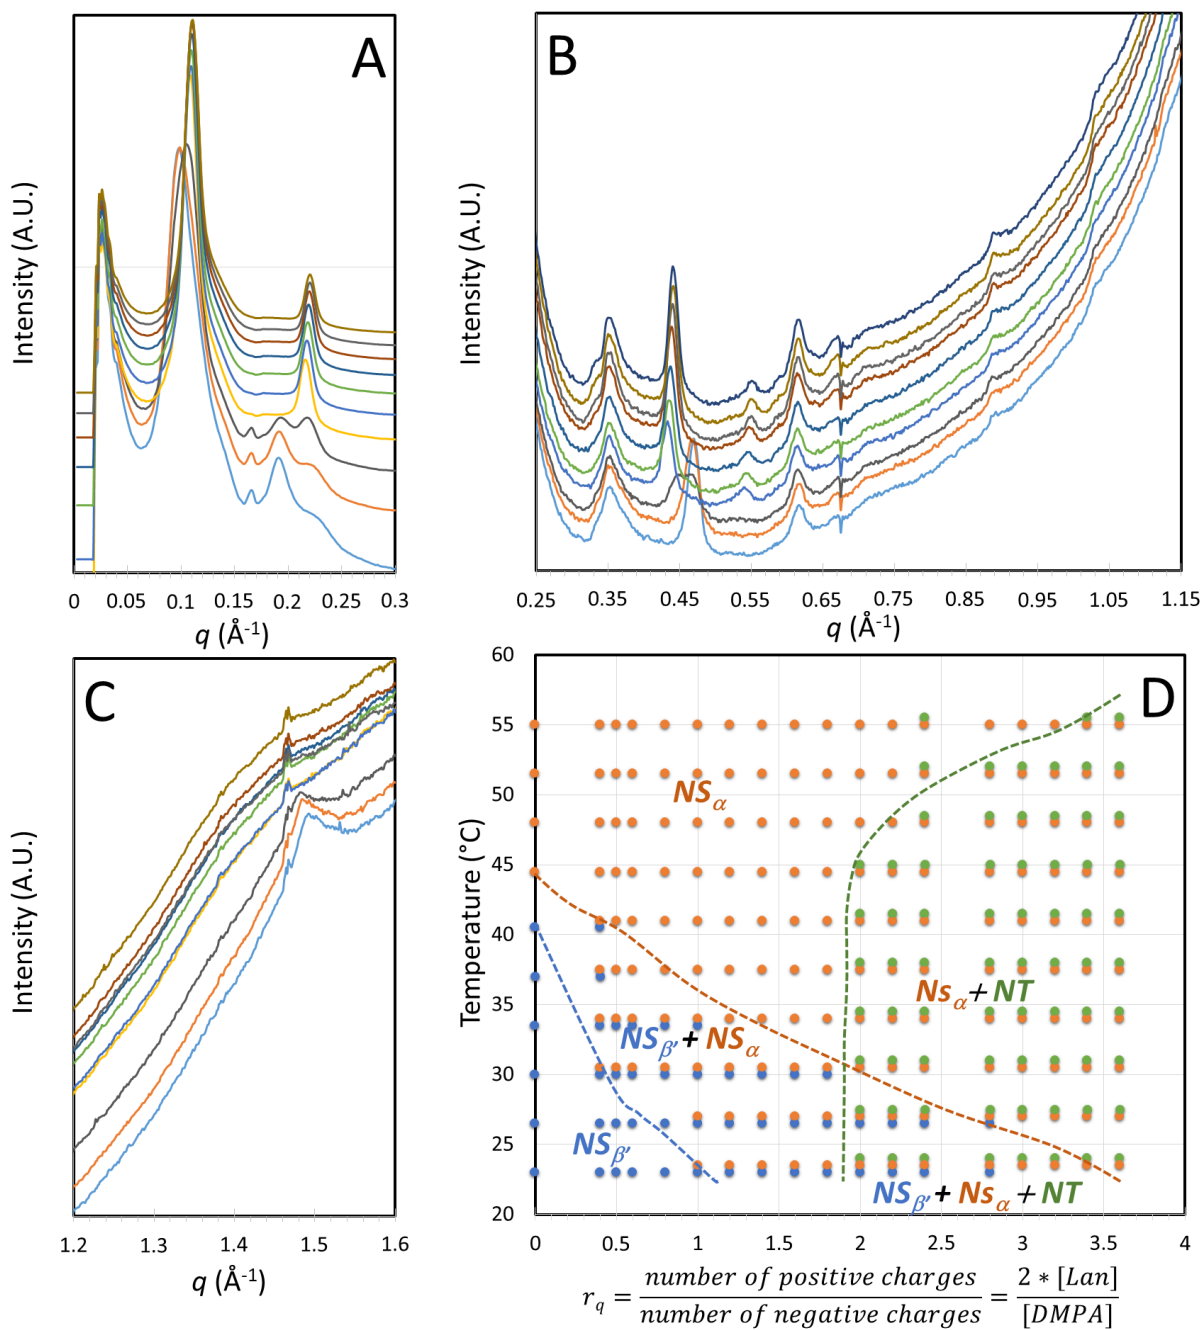 A
Intensity (A.U.)
0 0.05 0.1 0.15 0.2 0.25 0.3
q (Å-1)
B
Intensity (A.U.)
0.25 0.35 0.45 0.55 0.65 0.75 0.85 0.95 1.05 1.15
q (Å-1)
C
Intensity (A.U.)
1.2 1.3 1.4 1.5 1.6
q (Å-1)
D
Temperature (°C)
60
55
50
45
40
35
30
25
20
NSα
Nsα+NT
NSβ'+ NSα
NSβ'
NSβ'+ Nsα + NT
0 0.5 1 1.5 2 2.5 3 3.5 4
rq = number of positive charges / number of negative charges = 2 * [Lan] / [DMPA]